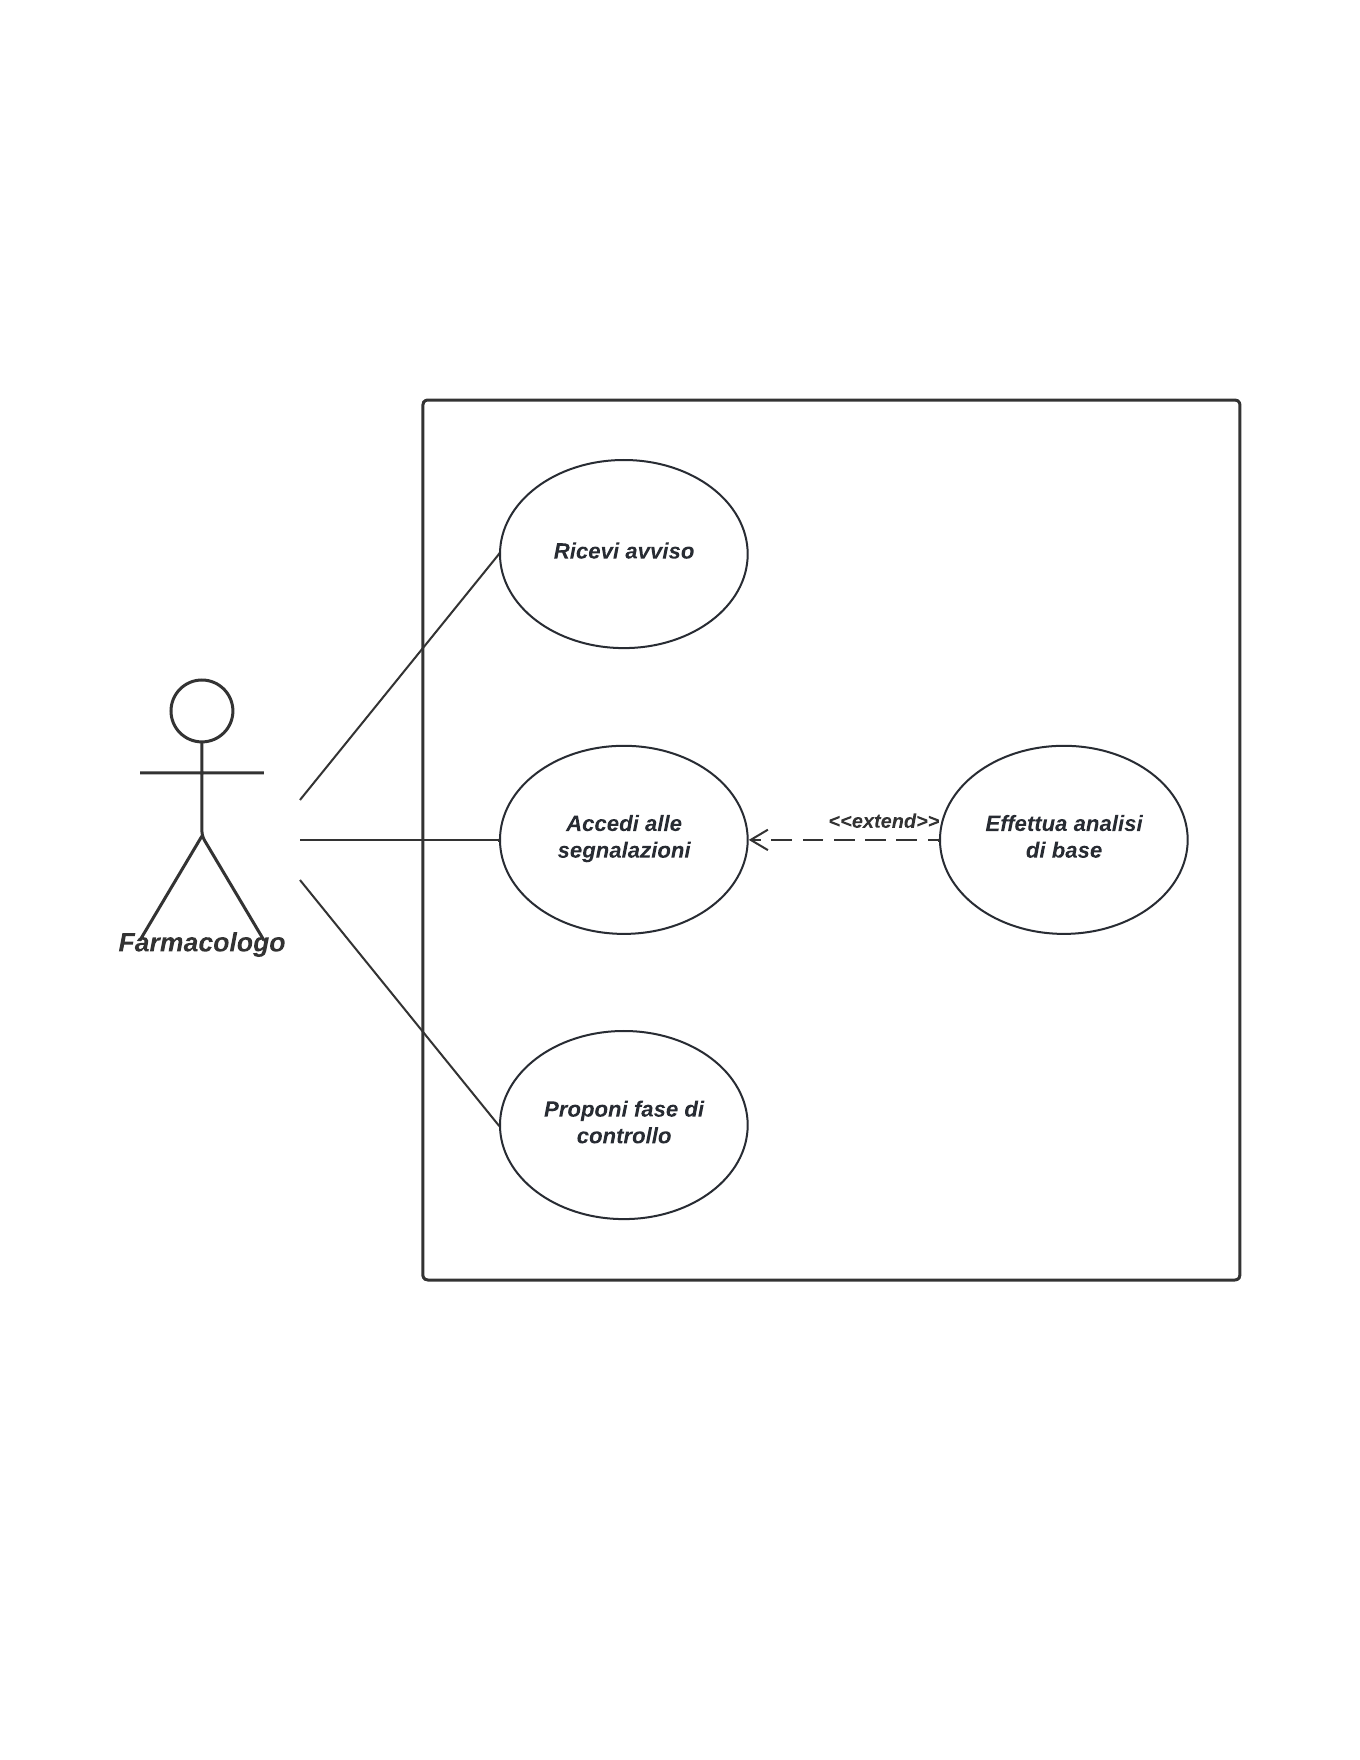 Ricevi avviso
Accedi alle
segnalazioni
<<extend>>
Effettua analisi
di base
Farmacologo
Proponi fase di
controllo